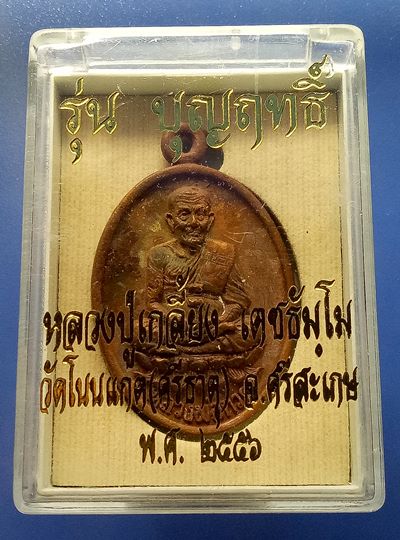 รุ่น บุญฤทธิ์
หลวงปู่เกลี้ยง เตชธัมฺโม
วัดโนนแกด(ศรีธาตุ) จ.ศรีสะเกษ
พ.ศ. ๒๕๕๖